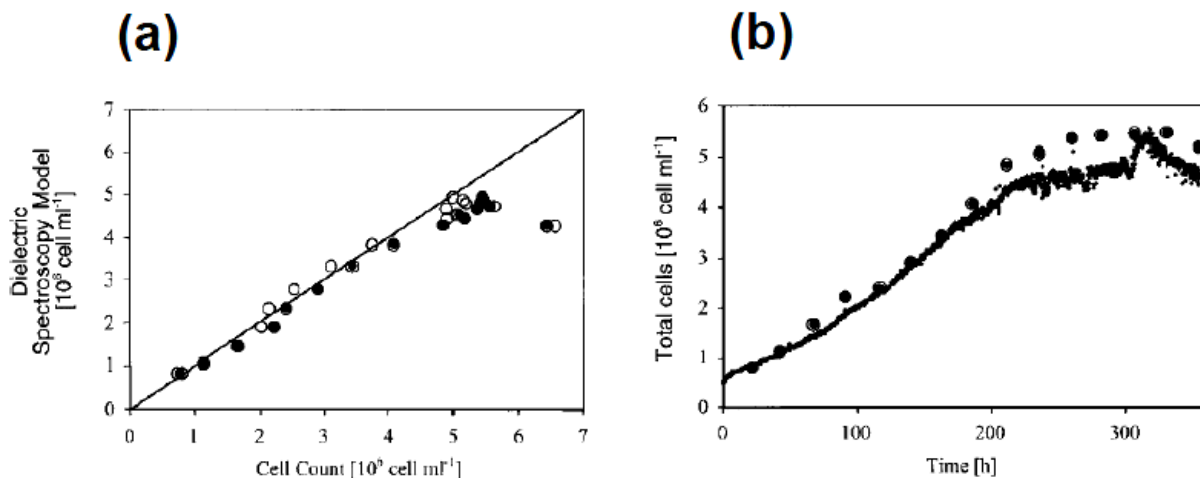 (a)
(b)
Dielectric
Spectroscopy Model
[10⁶ cell ml⁻¹]
7
6
5
4
3
2
1
0
0 1 2 3 4 5 6 7
Cell Count [10⁶ cell ml⁻¹]
Total cells [10⁶ cell ml⁻¹]
6
5
4
3
2
1
0
0 100 200 300
Time [h]